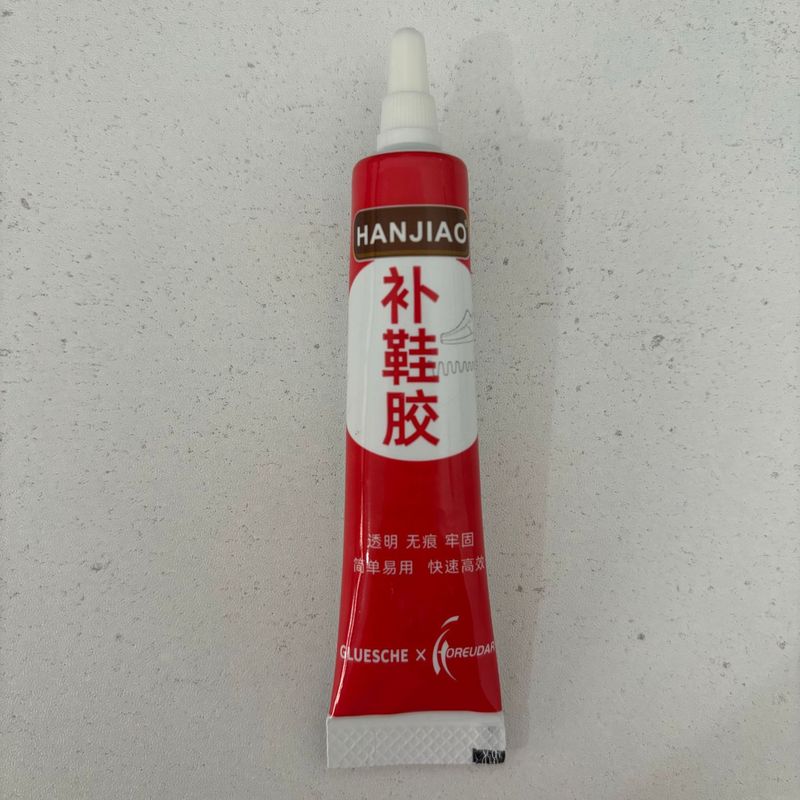 HANJIAO
补
鞋
胶
透明 无痕 牢固
简单易用 快速高效
GLUESCHE X HOREUDAR